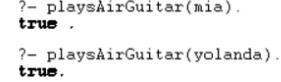 ?- playsAirGuitar(mia).
true .
?- playsAirGuitar(yolanda).
true.